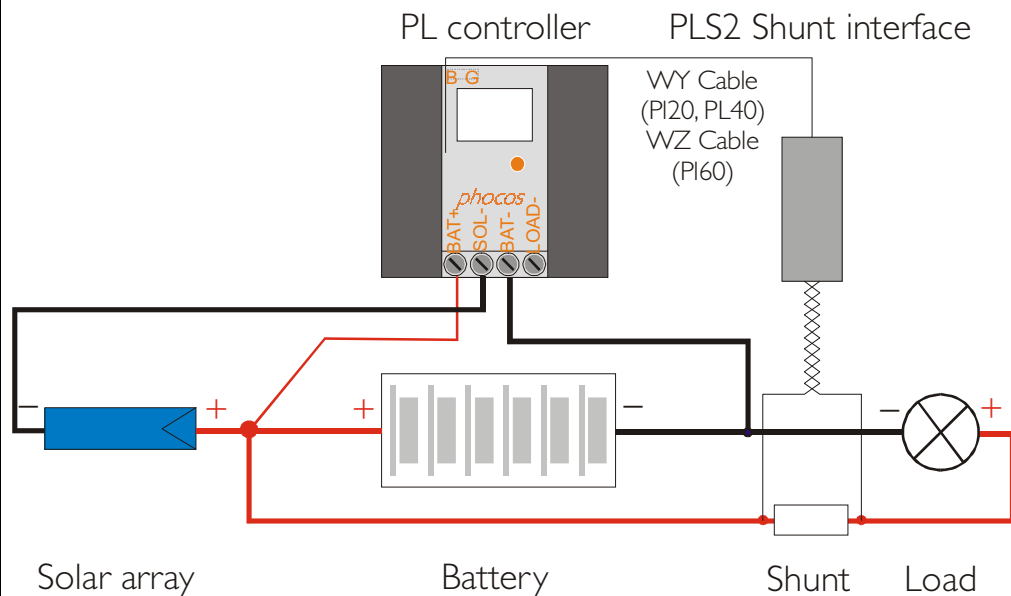 PL controller
PLS2 Shunt interface
B G
WY Cable
(Pl20, PL40)
WZ Cable
(Pl60)
phocos
BAT+
SOL-
BAT-
LOAD-
− + + − − +
Solar array
Battery
Shunt
Load